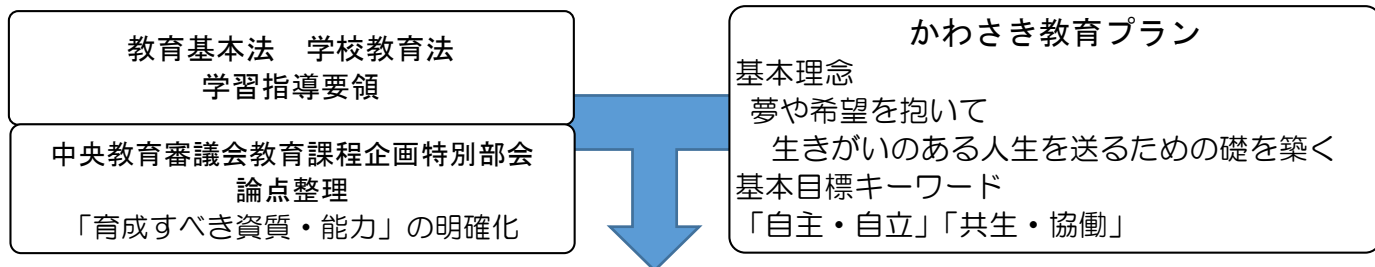 教育基本法　学校教育法
学習指導要領
中央教育審議会教育課程企画特別部会
論点整理
「育成すべき資質・能力」の明確化
かわさき教育プラン
基本理念
夢や希望を抱いて
生きがいのある人生を送るための礎を築く
基本目標キーワード
「自主・自立」「共生・協働」